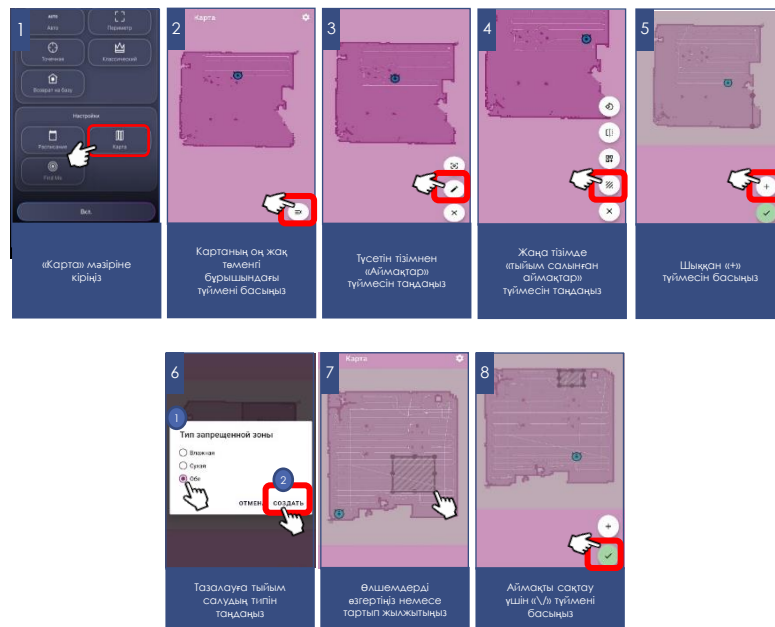 1
авто
Авто
Периметр
Точечная
Классический
Возврат на базу
Настройки
Расписание
Карта
Find Me
Вкл.
«Карта» мәзіріне
кіріңіз
2
Карта
Картаның оң жақ
төменгі
бұрышындағы
түймені басыңыз
3
Түсетін тізімнен
«Аймақтар»
түймесін таңдаңыз
4
Жаңа тізімде
«тыйым салынған
аймақтар»
түймесін таңдаңыз
5
Шыққан «+»
түймесін басыңыз
6
1
Тип запрещенной зоны
Влажная
Сухая
Обе
2
ОТМЕН
СОЗДАТЬ
Тазалауға тыйым
салудың типін
таңдаңыз
7
Карта
Өлшемдерді
өзгертіңіз немесе
тартып жылжытыңыз
8
Аймақты сақтау
үшін «\/» түймені
басыңыз